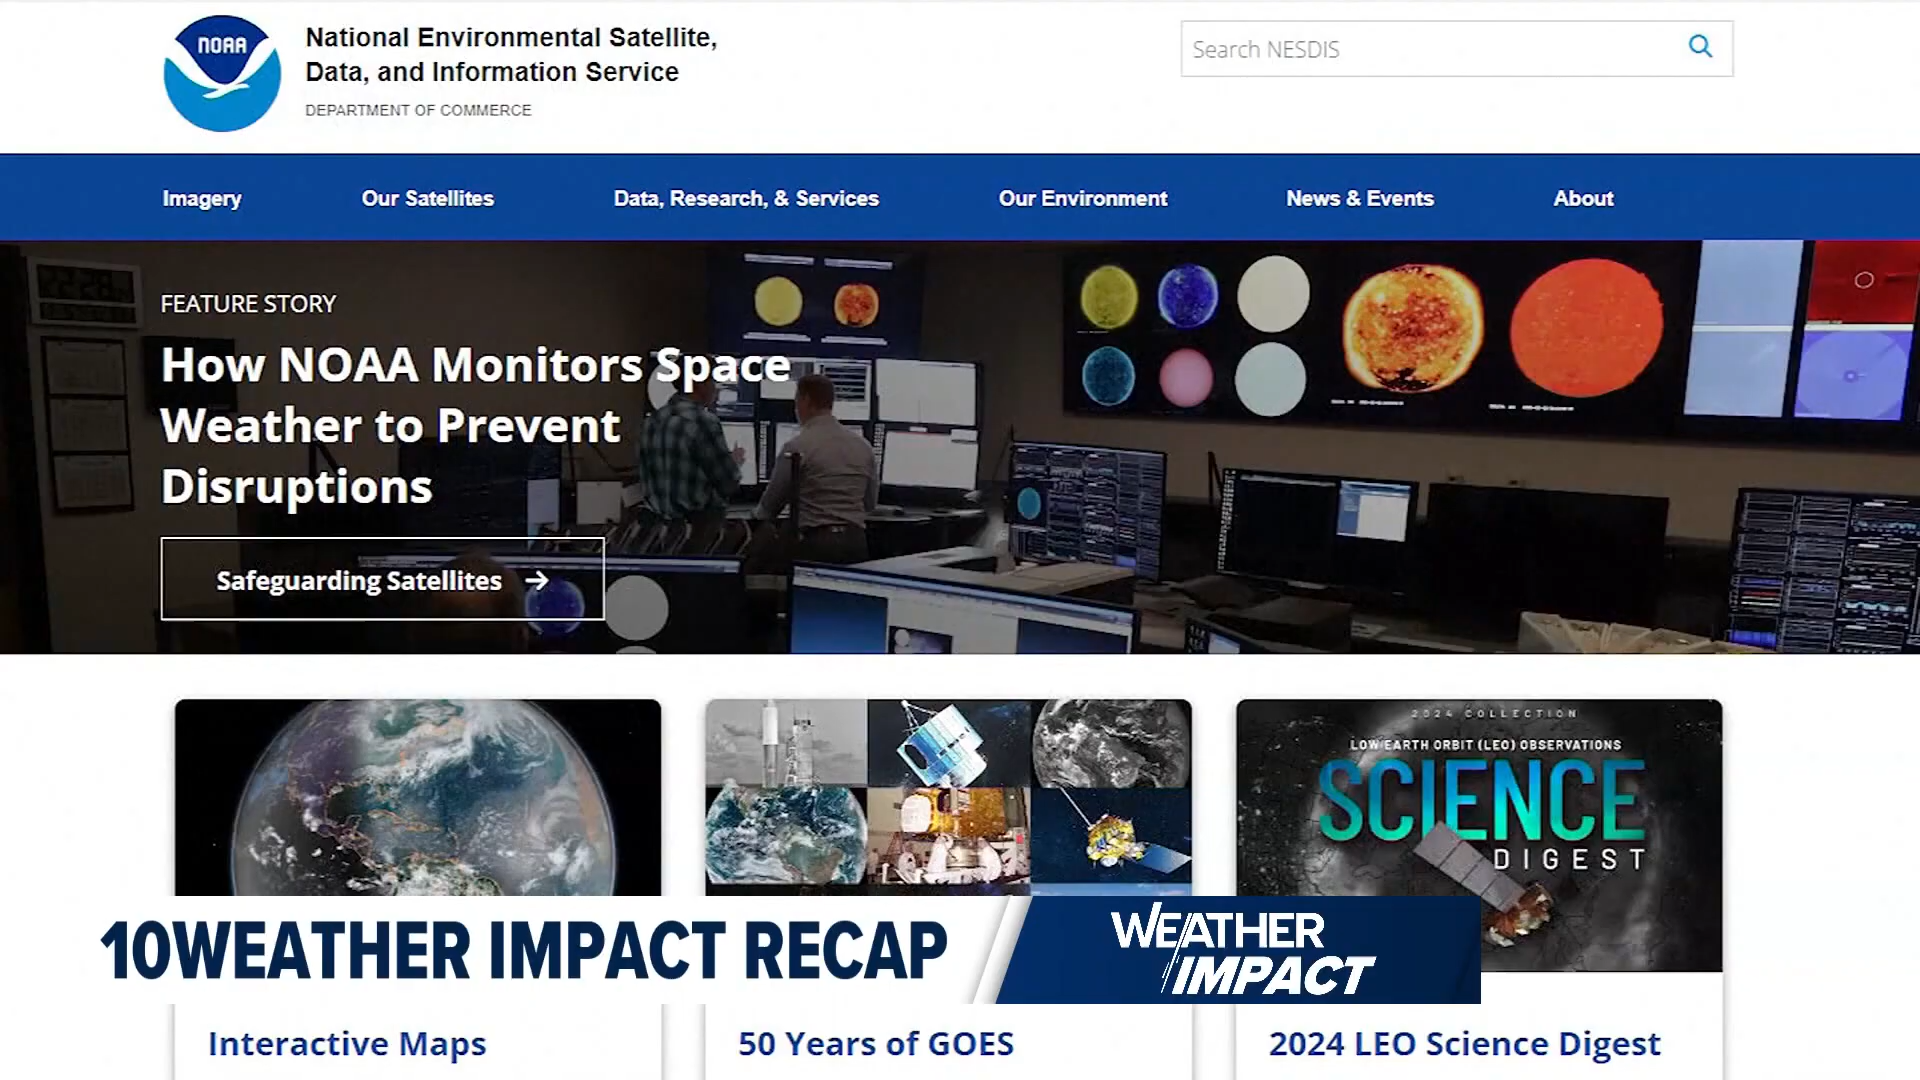 NOAA
National Environmental Satellite,
Data, and Information Service
DEPARTMENT OF COMMERCE
Search NESDIS
Imagery
Our Satellites
Data, Research, & Services
Our Environment
News & Events
About
FEATURE STORY
How NOAA Monitors Space
Weather to Prevent
Disruptions
Safeguarding Satellites
2024 COLLECTION
LOW EARTH ORBIT (LEO) OBSERVATIONS
SCIENCE
DIGEST
10WEATHER IMPACT RECAP
WEATHER
IMPACT
Interactive Maps
50 Years of GOES
2024 LEO Science Digest